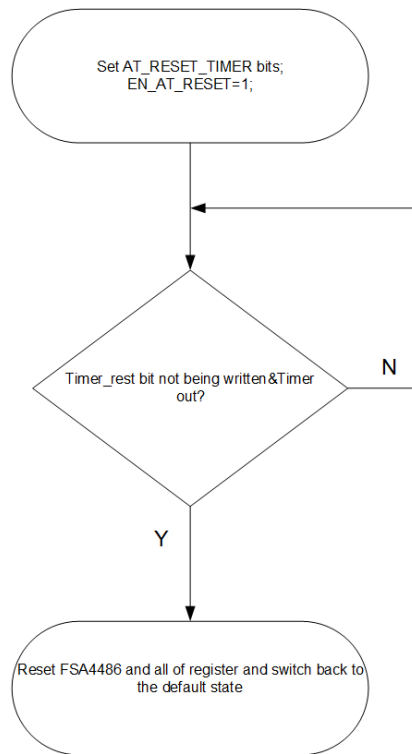 Set AT_RESET_TIMER bits;
EN_AT_RESET=1;
Timer_rest bit not being written&Timer
out?
N
Y
Reset FSA4486 and all of register and switch back to
the default state